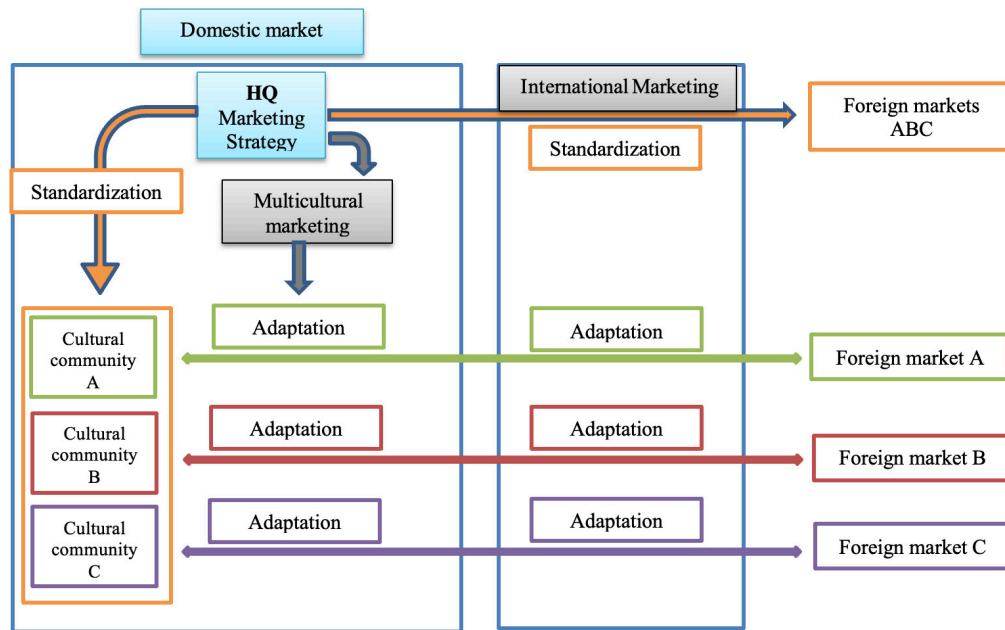 Domestic market
HQ
Marketing
Strategy
International Marketing
Foreign markets
ABC
Standardization
Standardization
Multicultural
marketing
Cultural
community
A
Adaptation
Adaptation
Foreign market A
Cultural
community
B
Adaptation
Adaptation
Foreign market B
Cultural
community
C
Adaptation
Adaptation
Foreign market C